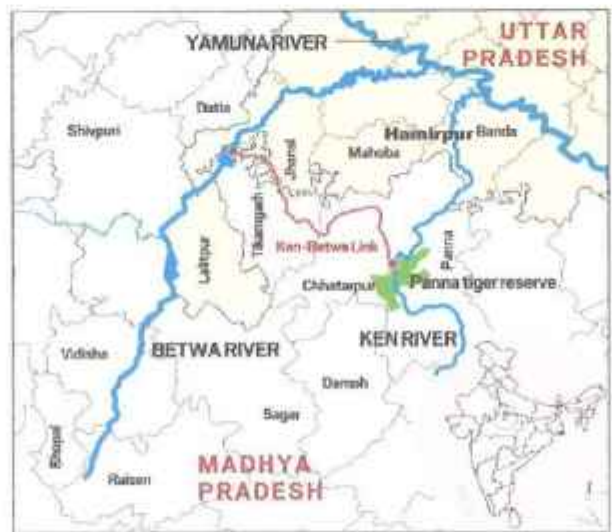 UTTAR
PRADESH
YAMUNA RIVER
Datia
Shivpuri
Hamirpur
Banda
Mahoba
Jhansi
Tikamgarh
Lalitpur
Ken-Betwa Link
Panna
Chhatarpur
Panna tiger reserve
BETWA RIVER
KEN RIVER
Vidisha
Damoh
Sagar
Bhopal
Raisen
MADHYA
PRADESH